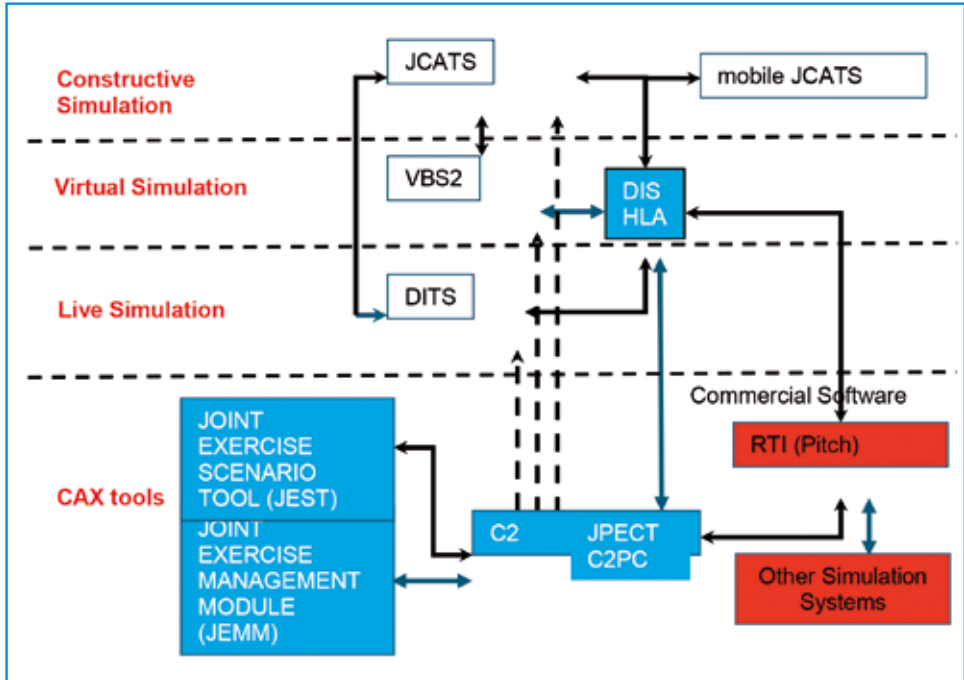 Constructive
Simulation
JCATS
mobile JCATS
Virtual Simulation
VBS2
DIS
HLA
Live Simulation
DITS
Commercial Software
RTI (Pitch)
CAX tools
JOINT
EXERCISE
SCENARIO
TOOL (JEST)
JOINT
EXERCISE
MANAGEMENT
MODULE
(JEMM)
C2
JPECT
C2PC
Other Simulation
Systems